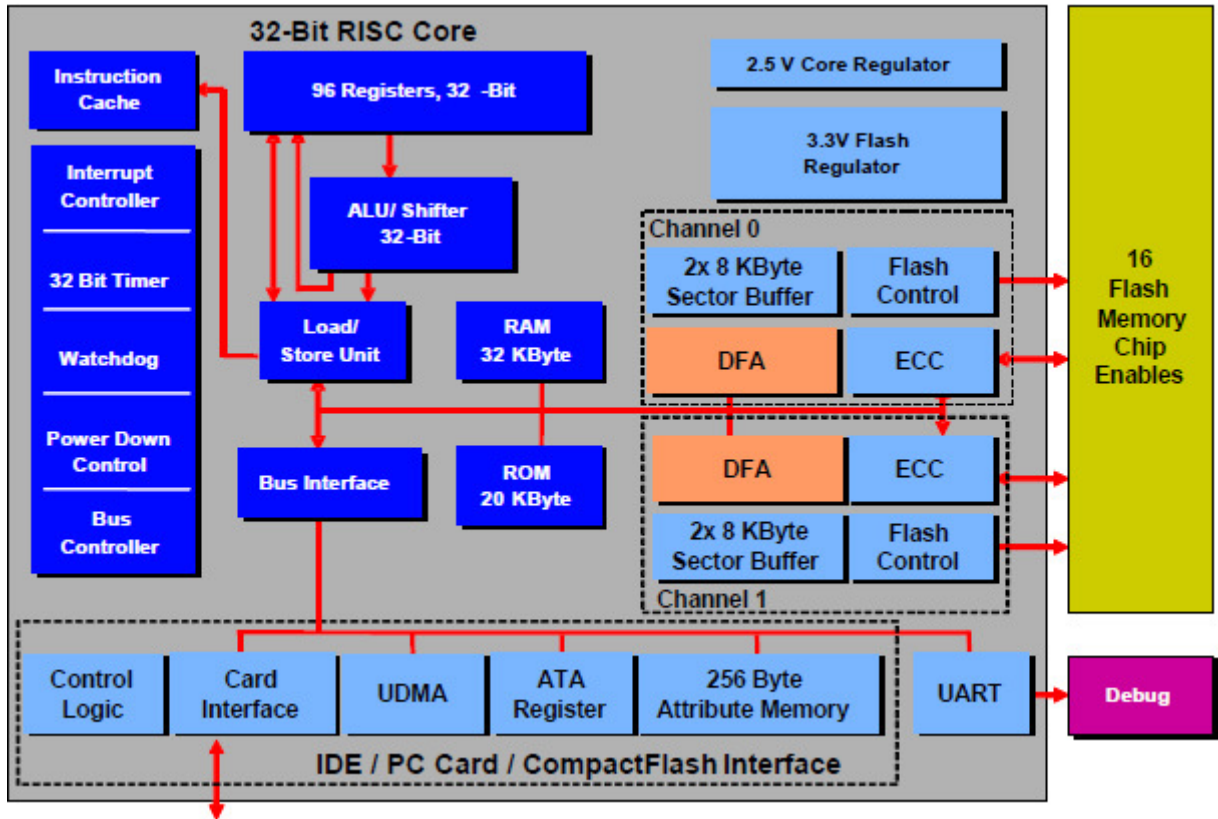 32-Bit RISC Core
Instruction
Cache
96 Registers, 32 -Bit
2.5 V Core Regulator
3.3V Flash
Regulator
Interrupt
Controller
32 Bit Timer
Watchdog
Power Down
Control
Bus
Controller
ALU/ Shifter
32-Bit
Load/
Store Unit
RAM
32 KByte
Bus Interface
ROM
20 KByte
Channel 0
2x 8 KByte
Sector Buffer
Flash
Control
DFA
ECC
DFA
ECC
2x 8 KByte
Sector Buffer
Flash
Control
Channel 1
16
Flash
Memory
Chip
Enables
Control
Logic
Card
Interface
UDMA
ATA
Register
256 Byte
Attribute Memory
UART
Debug
IDE / PC Card / CompactFlash Interface